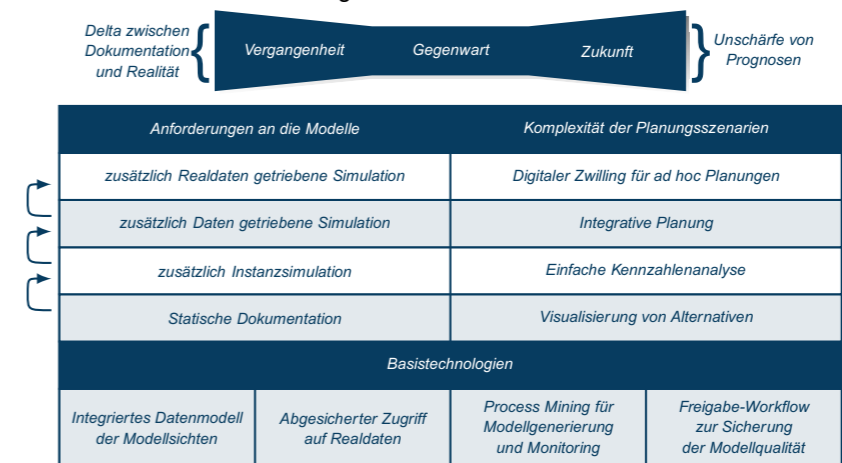 Delta zwischen
Dokumentation
und Realität
Vergangenheit
Gegenwart
Zukunft
Unschärfe von
Prognosen
Anforderungen an die Modelle
Komplexität der Planungsszenarien
zusätzlich Realdaten getriebene Simulation
Digitaler Zwilling für ad hoc Planungen
zusätzlich Daten getriebene Simulation
Integrative Planung
zusätzlich Instanzsimulation
Einfache Kennzahlenanalyse
Statische Dokumentation
Visualisierung von Alternativen
Basistechnologien
Integriertes Datenmodell
der Modellsichten
Abgesicherter Zugriff
auf Realdaten
Process Mining für
Modellgenerierung
und Monitoring
Freigabe-Workflow
zur Sicherung
der Modellqualität